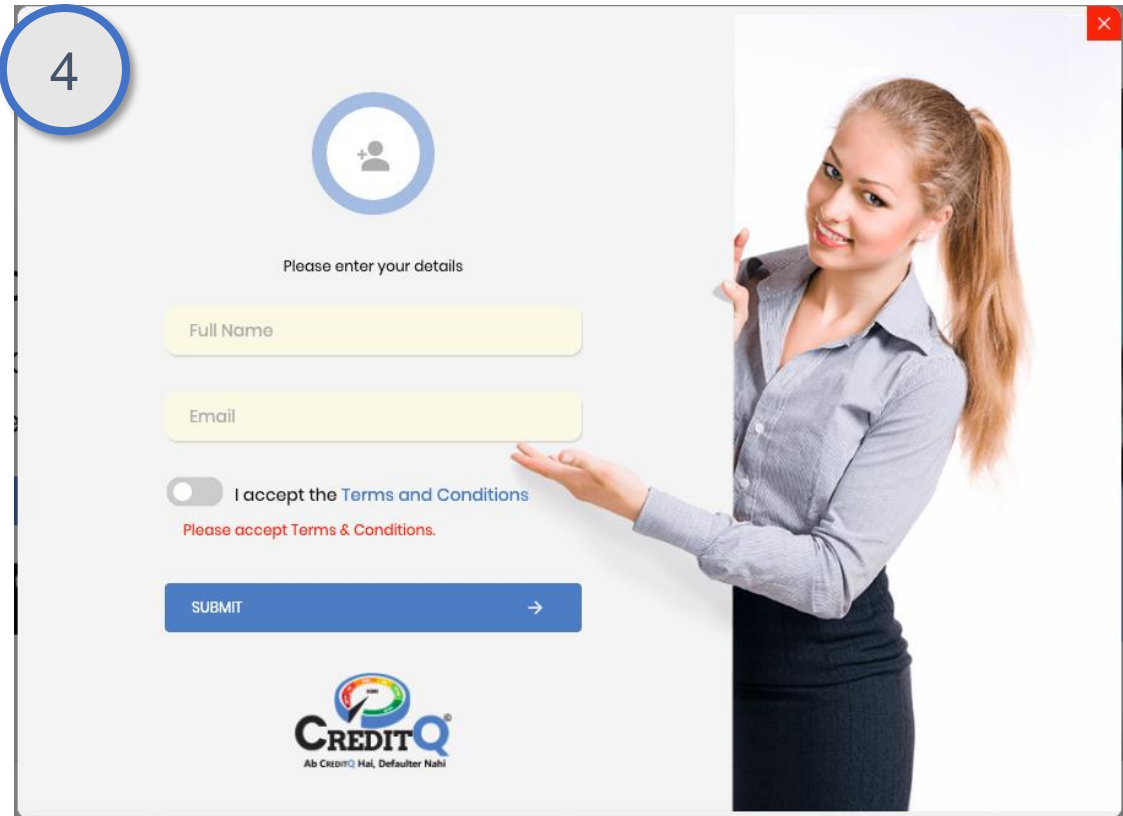 4
Please enter your details
Full Name
Email
I accept the Terms and Conditions
Please accept Terms & Conditions.
SUBMIT
CREDITQ
Ab CREDITQ Hai, Defaulter Nahi